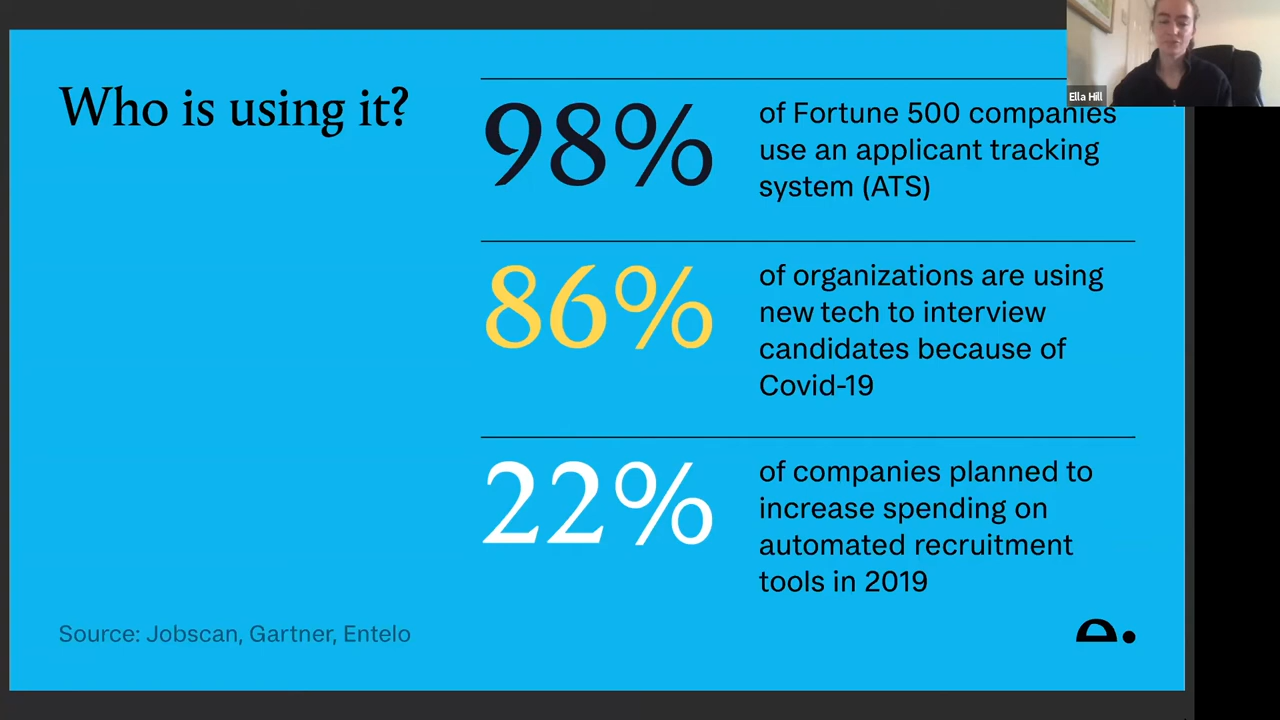 Who is using it?
98%
of Fortune 500 companies
use an applicant tracking
system (ATS)
86%
of organizations are using
new tech to interview
candidates because of
Covid-19
22%
of companies planned to
increase spending on
automated recruitment
tools in 2019
Source: Jobscan, Gartner, Entelo
e.
Ella Hill